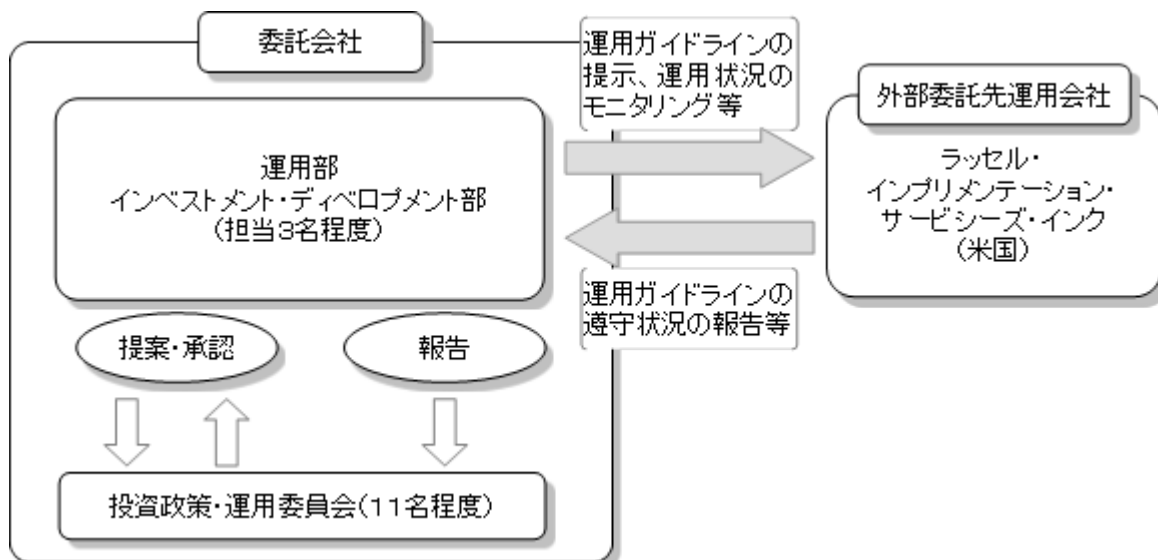 委託会社
運用ガイドラインの
提示、運用状況の
モニタリング等
外部委託先運用会社
ラッセル・
インプリメンテーション・
サービシーズ・インク
(米国)
運用部
インベストメント・ディベロプメント部
(担当3名程度)
運用ガイドラインの
遵守状況の報告等
提案・承認
報告
投資政策・運用委員会(11名程度)